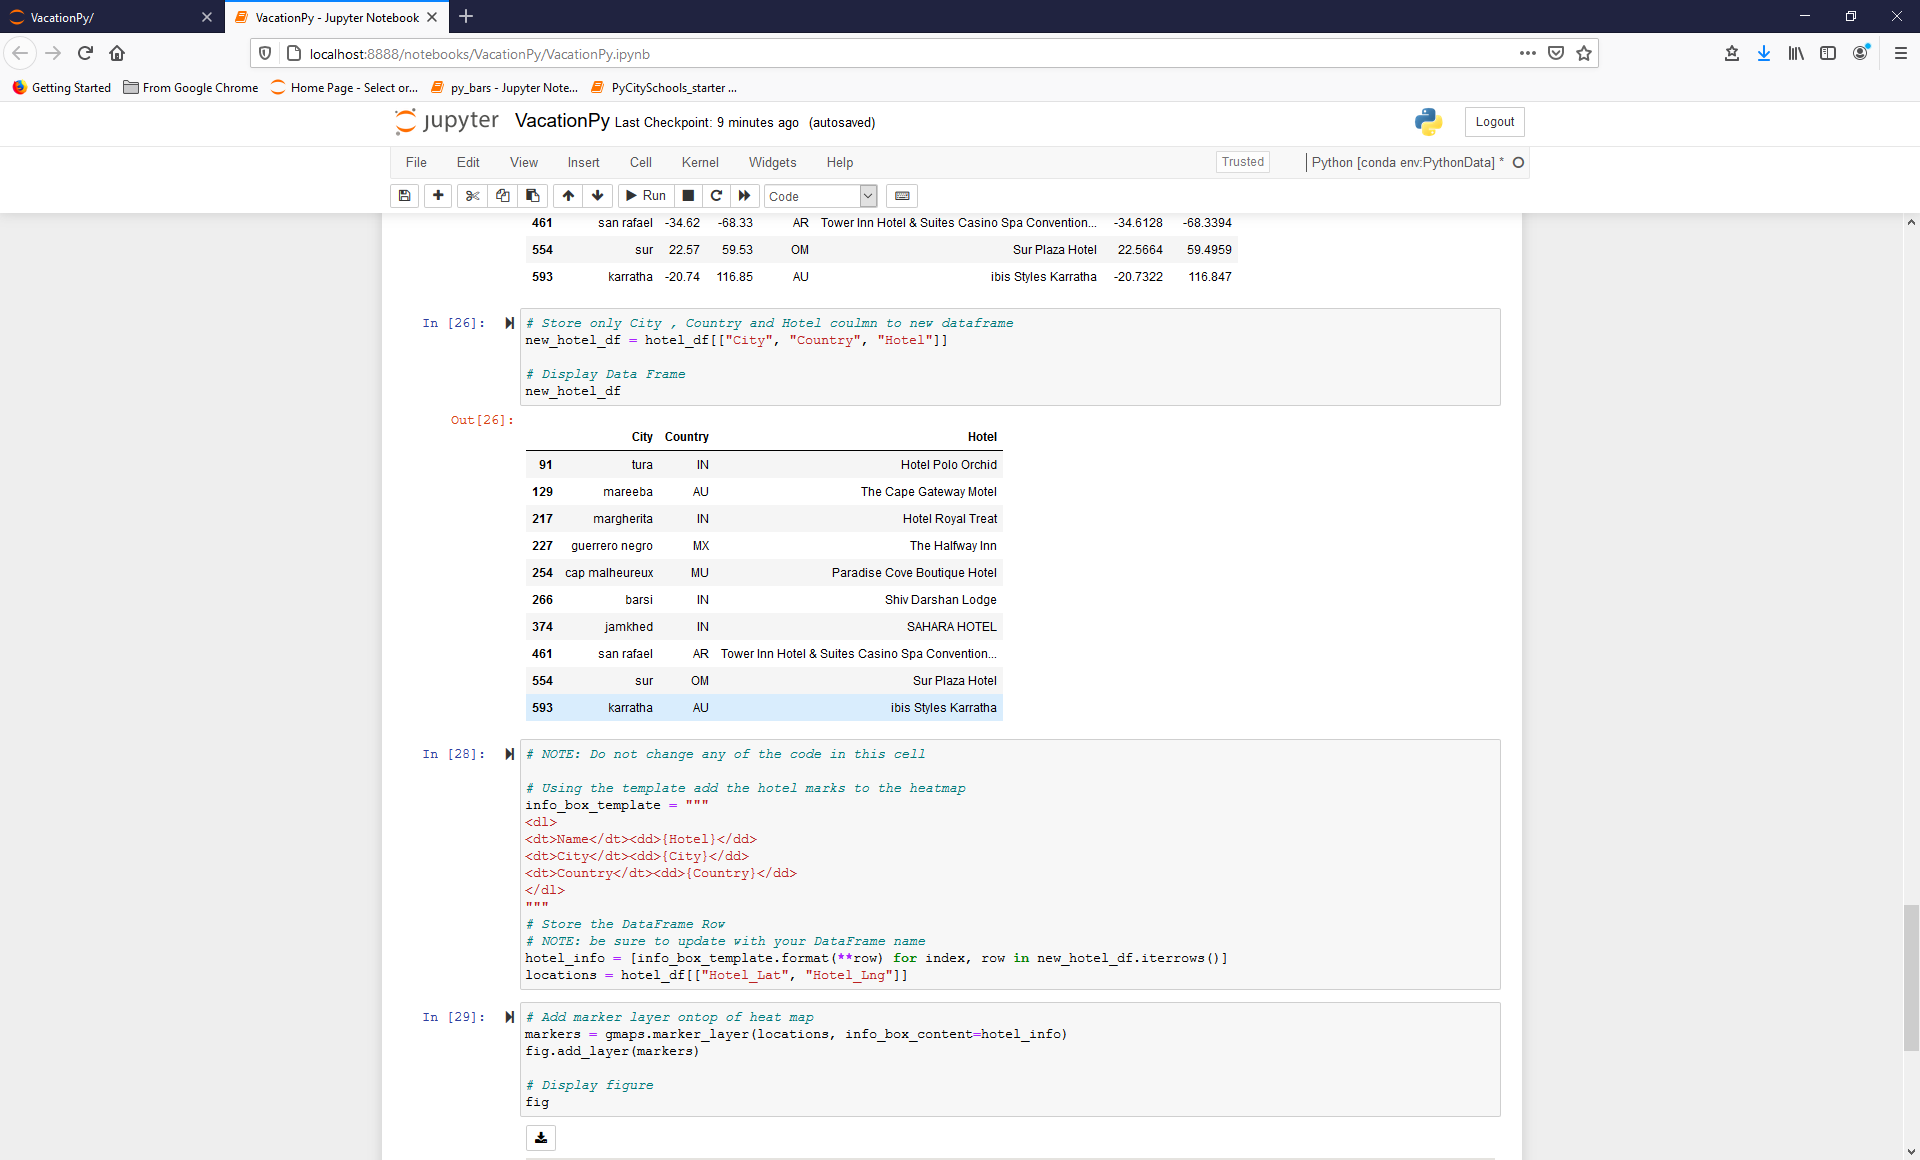 VacationPy/
VacationPy - Jupyter Notebook
localhost:8888/notebooks/VacationPy/VacationPy.ipynb
Getting Started From Google Chrome Home Page - Select or... py_bars - Jupyter Note... PyCitySchools_starter ...
jupyter VacationPy Last Checkpoint: 9 minutes ago (autosaved) Logout
File Edit View Insert Cell Kernel Widgets Help Trusted Python [conda env:PythonData] *
Run Code
461 san rafael -34.62 -68.33 AR Tower Inn Hotel & Suites Casino Spa Convention... -34.6128 -68.3394
554 sur 22.57 59.53 OM Sur Plaza Hotel 22.5664 59.4959
593 karratha -20.74 116.85 AU ibis Styles Karratha -20.7322 116.847
In [26]: # Store only City , Country and Hotel coulmn to new dataframe
new_hotel_df = hotel_df[["City", "Country", "Hotel"]]
# Display Data Frame
new_hotel_df
Out[26]:
City Country Hotel
91 tura IN Hotel Polo Orchid
129 mareeba AU The Cape Gateway Motel
217 margherita IN Hotel Royal Treat
227 guerrero negro MX The Halfway Inn
254 cap malheureux MU Paradise Cove Boutique Hotel
266 barsi IN Shiv Darshan Lodge
374 jamkhed IN SAHARA HOTEL
461 san rafael AR Tower Inn Hotel & Suites Casino Spa Convention...
554 sur OM Sur Plaza Hotel
593 karratha AU ibis Styles Karratha
In [28]: # NOTE: Do not change any of the code in this cell
# Using the template add the hotel marks to the heatmap
info_box_template = """
<dl>
<dt>Name</dt><dd>{Hotel}</dd>
<dt>City</dt><dd>{City}</dd>
<dt>Country</dt><dd>{Country}</dd>
</dl>
"""
# Store the DataFrame Row
# NOTE: be sure to update with your DataFrame name
hotel_info = [info_box_template.format(**row) for index, row in new_hotel_df.iterrows()]
locations = hotel_df[["Hotel_Lat", "Hotel_Lng"]]
In [29]: # Add marker layer ontop of heat map
markers = gmaps.marker_layer(locations, info_box_content=hotel_info)
fig.add_layer(markers)
# Display figure
fig